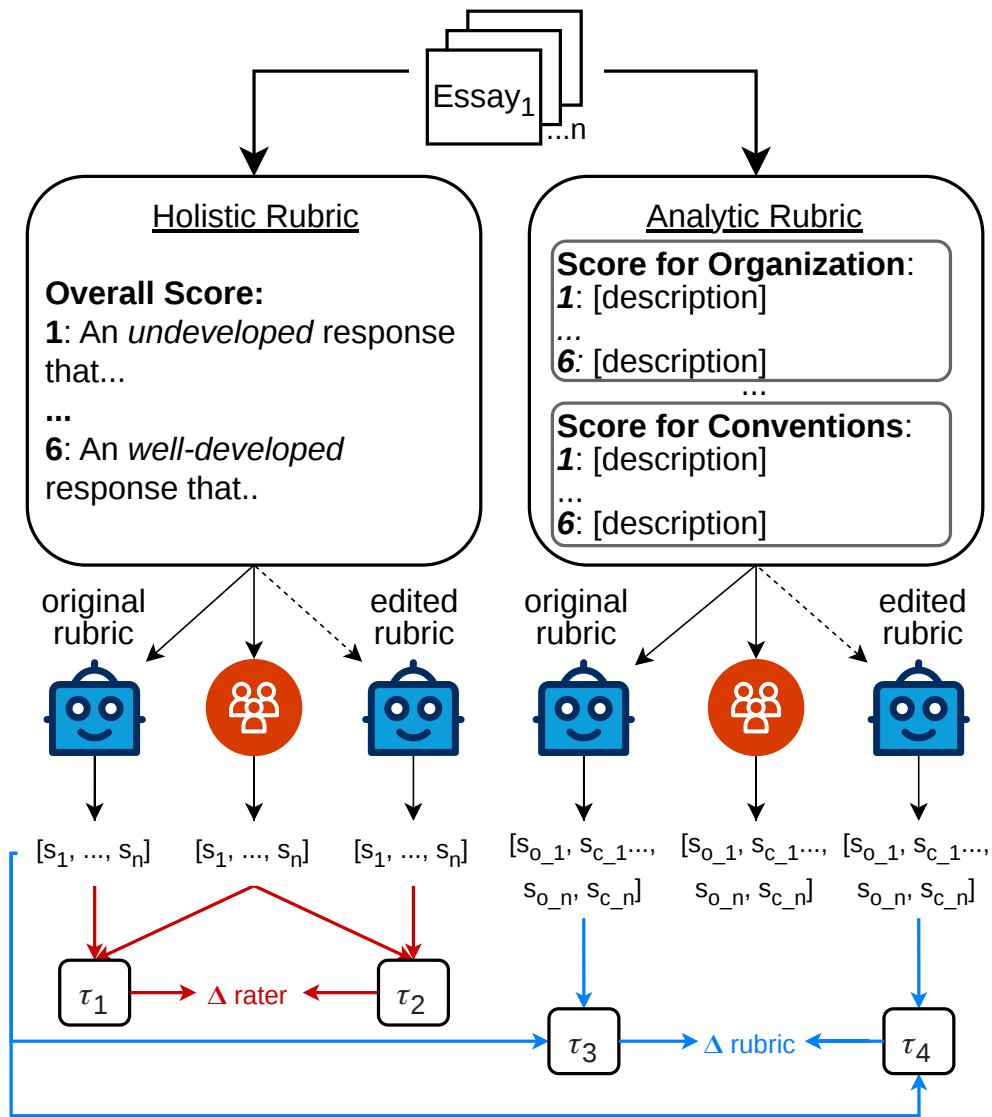 Essay1
...n
Holistic Rubric
Overall Score:
1: An undeveloped response
that...
...
6: An well-developed
response that..
Analytic Rubric
Score for Organization:
1: [description]
...
6: [description]
...
Score for Conventions:
1: [description]
...
6: [description]
original
rubric
edited
rubric
original
rubric
edited
rubric
[s1, ..., sn]
[s1, ..., sn]
[s1, ..., sn]
[so_1, sc_1...,
so_n, sc_n]
[so_1, sc_1...,
so_n, sc_n]
[so_1, sc_1...,
so_n, sc_n]
τ1
Δ rater
τ2
τ3
Δ rubric
τ4